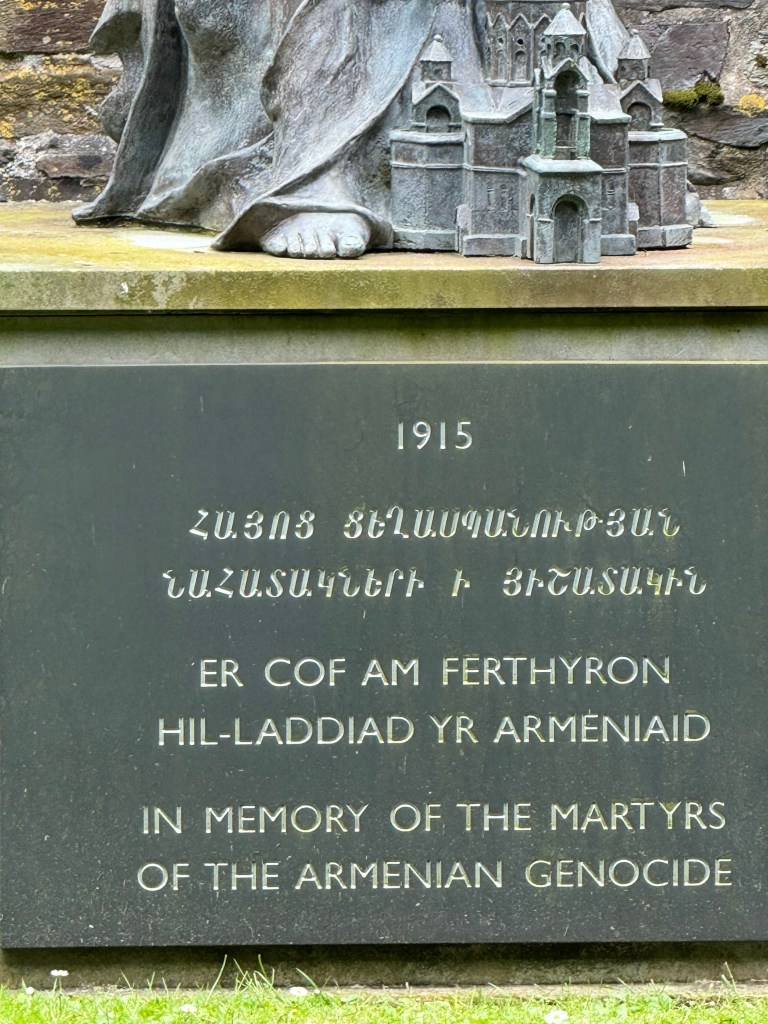 1915
ՀԱՅՈՑ ՑԵՂԱՍՊԱՆՈՒԹՅԱՆ
ՆԱՀԱՏԱԿՆԵՐԻ Ի ՅԻՇԱՏԱԿԻՆ
ER COF AM FERTHYRON
HIL-LADDIAD YR ARMENIAID
IN MEMORY OF THE MARTYRS
OF THE ARMENIAN GENOCIDE